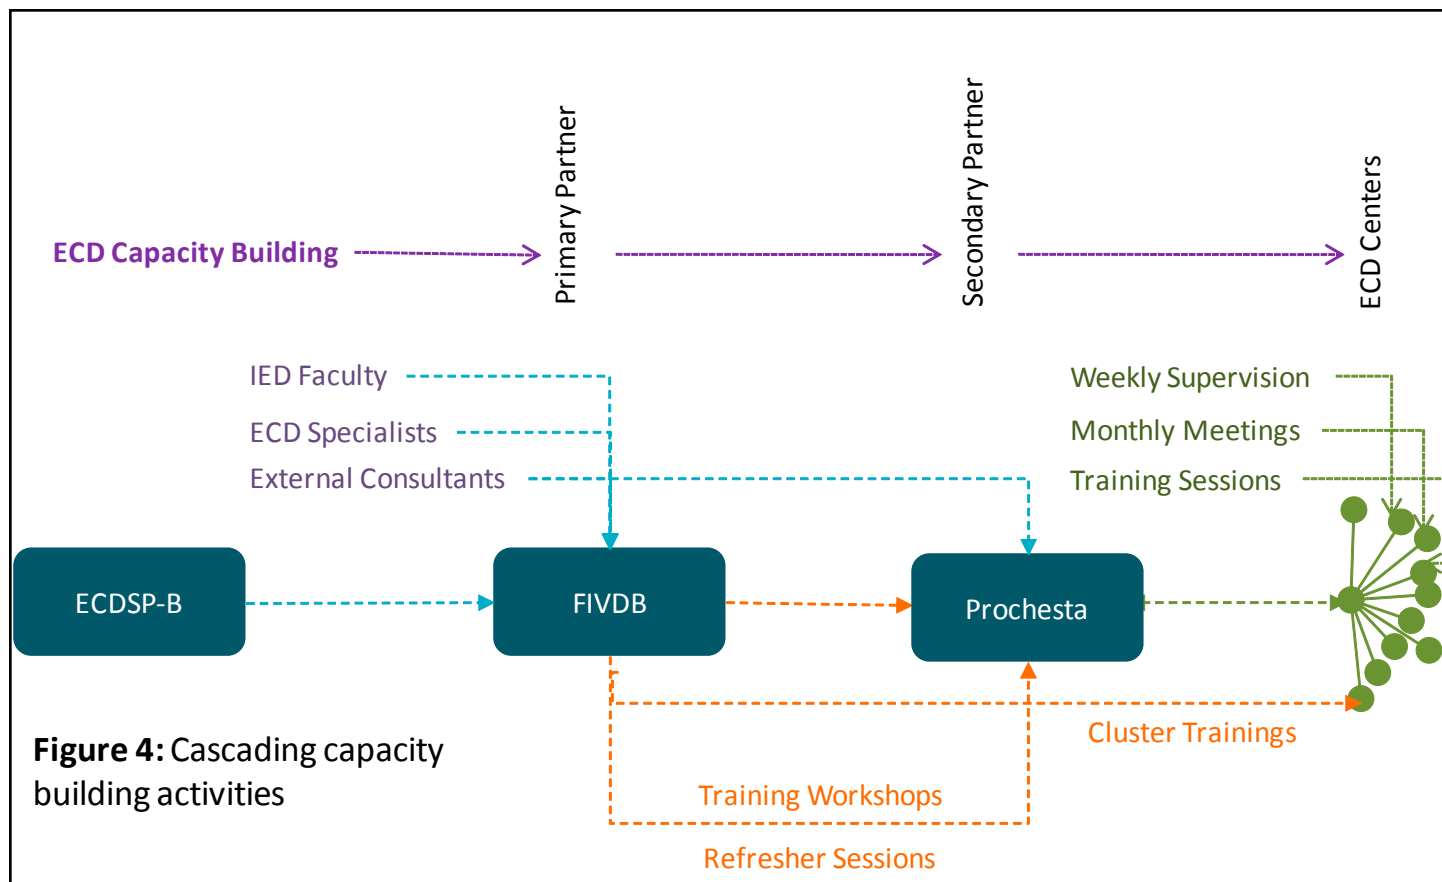 Primary Partner
Secondary Partner
ECD Centers
ECD Capacity Building
IED Faculty
ECD Specialists
External Consultants
Weekly Supervision
Monthly Meetings
Training Sessions
ECDSP-B
FIVDB
Prochesta
Cluster Trainings
Figure 4: Cascading capacity
building activities
Training Workshops
Refresher Sessions